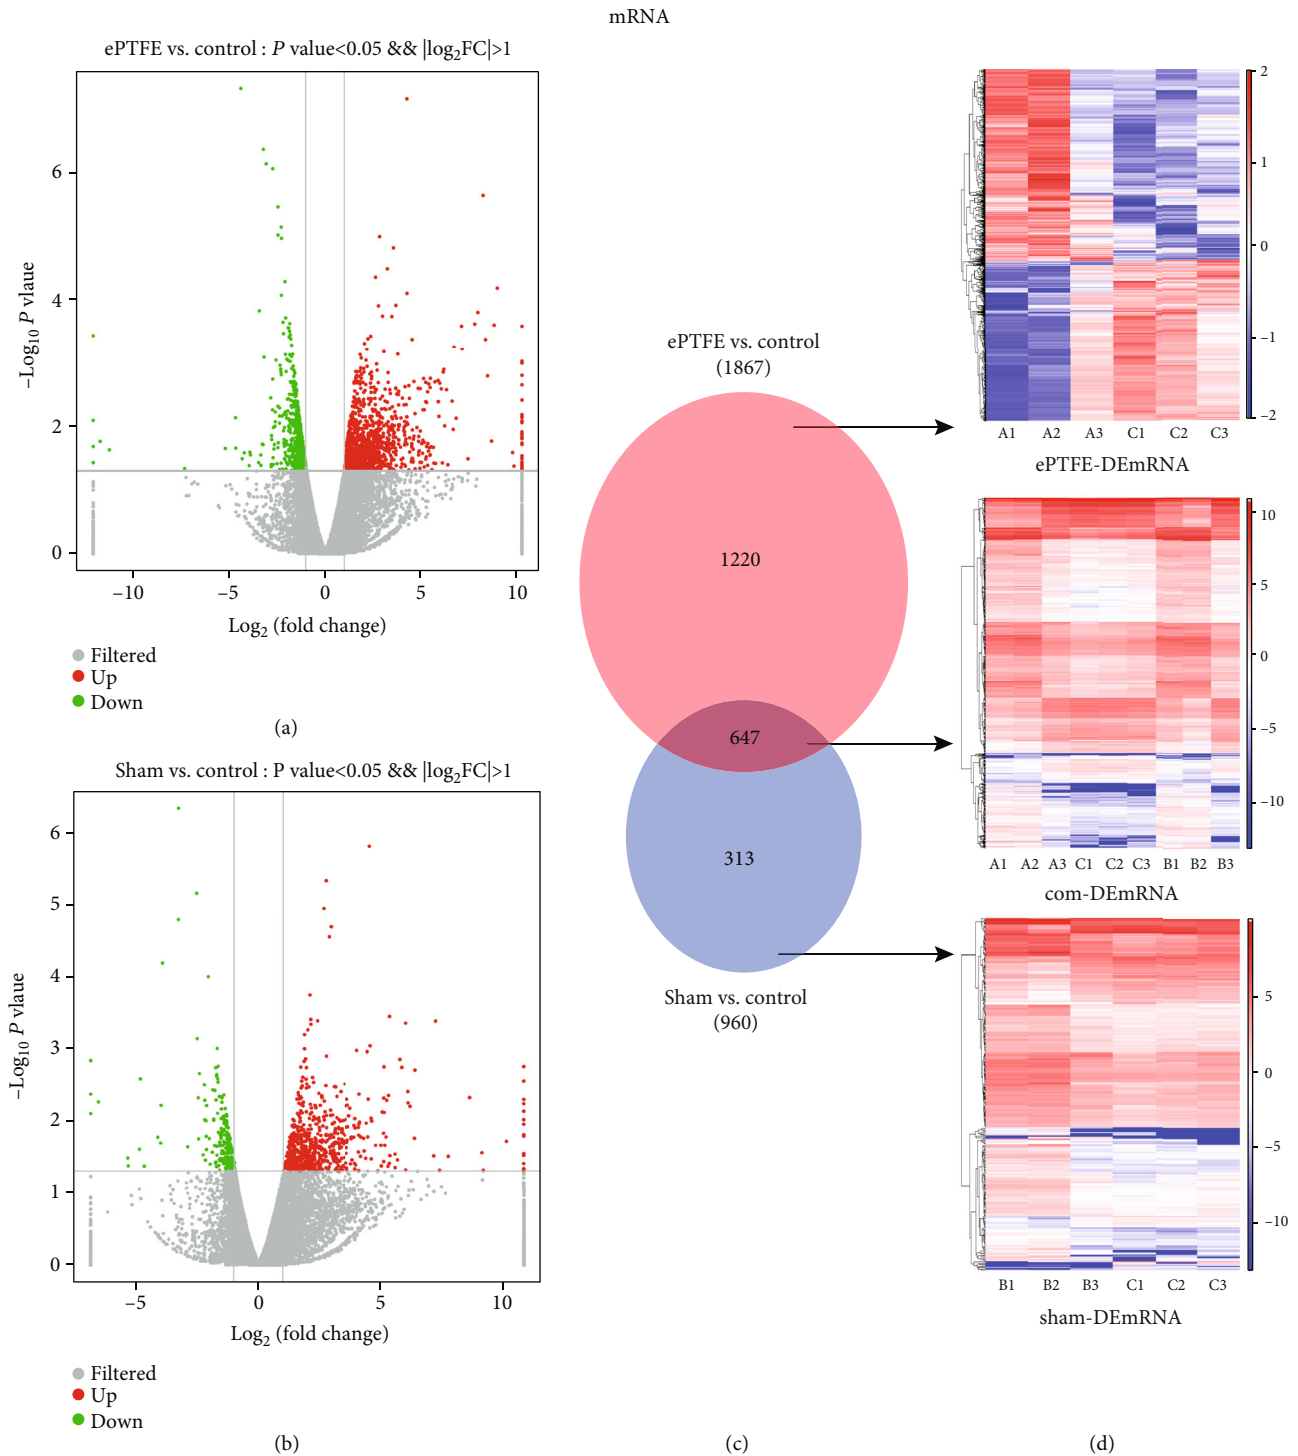 mRNA
ePTFE vs. control : P value<0.05 && |log₂FC|>1
6
4
2
0
–Log₁₀ P vlaue
–10
–5
0
5
10
Log₂ (fold change)
Filtered
Up
Down
(a)
Sham vs. control : P value<0.05 && |log₂FC|>1
6
5
4
3
2
1
0
–Log₁₀ P vlaue
–5
0
5
10
Log₂ (fold change)
Filtered
Up
Down
(b)
ePTFE vs. control
(1867)
1220
647
313
Sham vs. control
(960)
(c)
2
1
0
–1
–2
A1 A2 A3 C1 C2 C3
ePTFE-DEmRNA
10
5
0
–5
–10
A1 A2 A3 C1 C2 C3 B1 B2 B3
com-DEmRNA
5
0
–5
–10
B1 B2 B3 C1 C2 C3
sham-DEmRNA
(d)